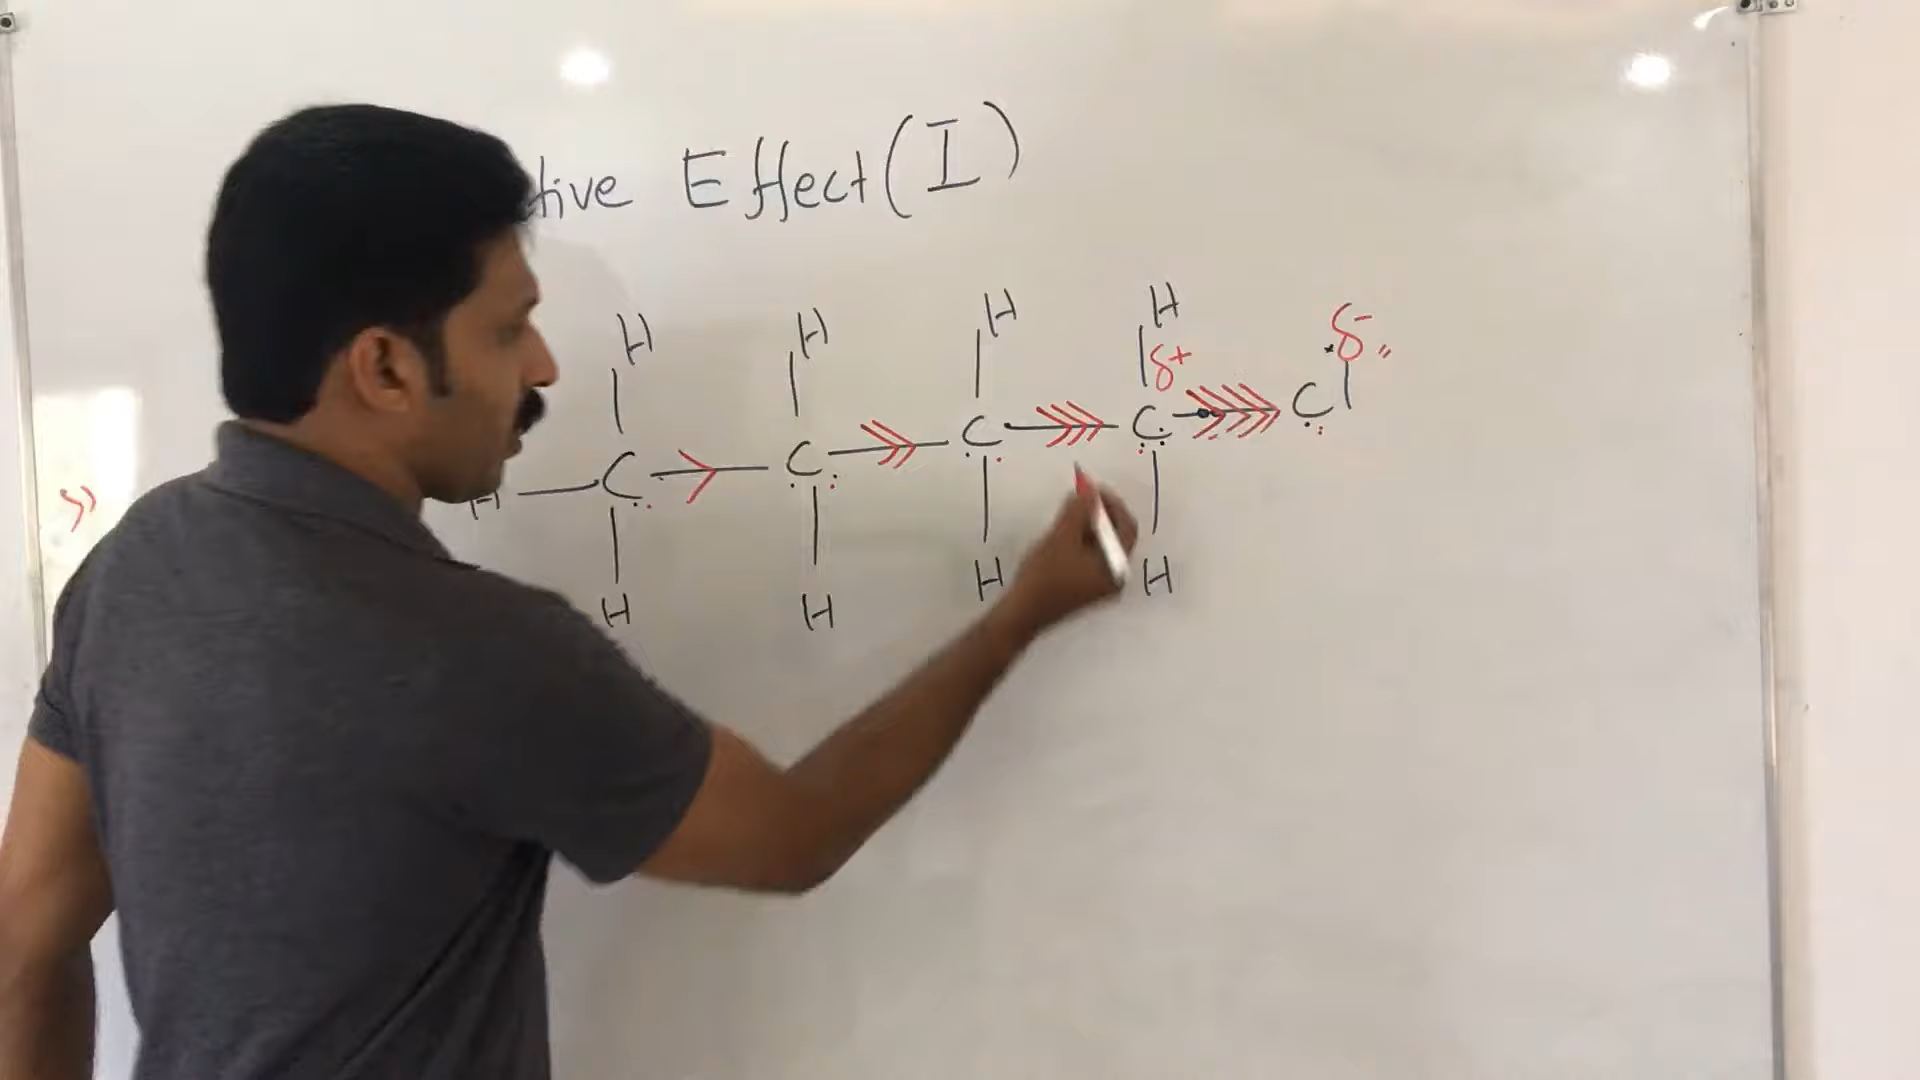 tive Effect (I)
H H H H
δ+ δ-
H C C C C Cl
H H H H